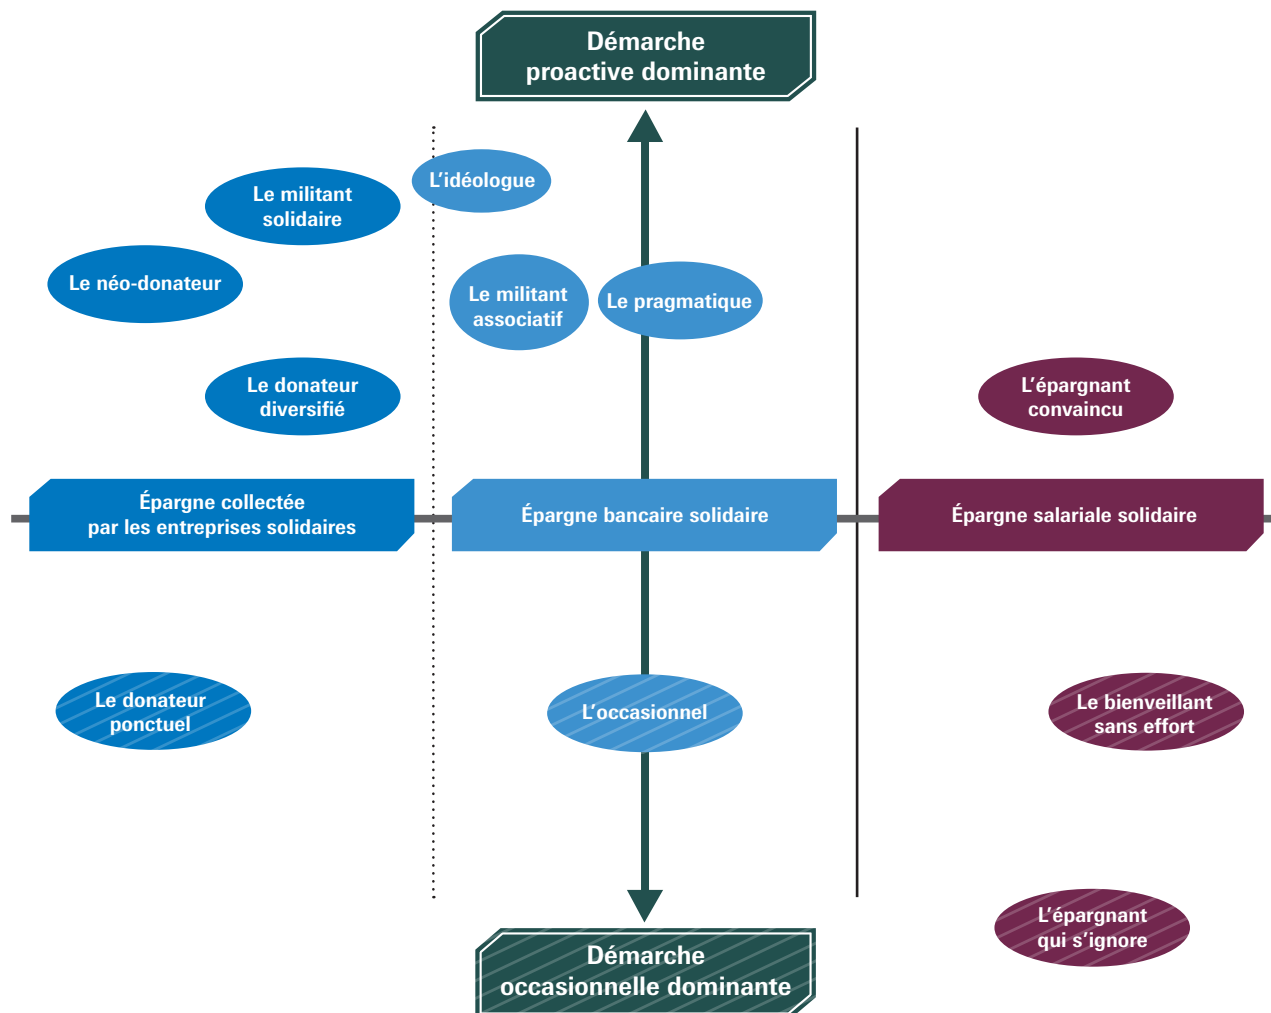 Démarche
proactive dominante
L'idéologue
Le militant
solidaire
Le néo-donateur
Le militant
associatif
Le pragmatique
Le donateur
diversifié
L'épargnant
convaincu
Épargne collectée
par les entreprises solidaires
Épargne bancaire solidaire
Épargne salariale solidaire
Le donateur
ponctuel
L'occasionnel
Le bienveillant
sans effort
L'épargnant
qui s'ignore
Démarche
occasionnelle dominante